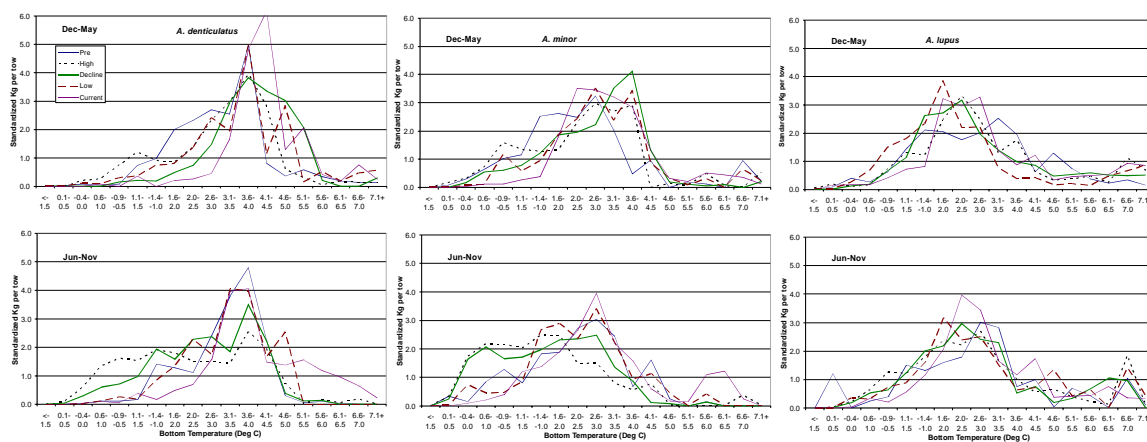 6.0
Dec-May
A. denticulatus
Pre
High
Decline
Low
Current
5.0
4.0
3.0
2.0
1.0
0.0
Standardized Kg per tow
<- 0.1- -0.4- 0.6- -0.9- 1.1- -1.4- 1.6- 2.1- 2.6- 3.1- 3.6- 4.1- 4.6- 5.1- 5.6- 6.1- 6.6- 7.1+
1.5 0.5 0.0 1.0 -0.5 1.5 -1.0 2.0 2.5 3.0 3.5 4.0 4.5 5.0 5.5 6.0 6.5 7.0
6.0
Dec-May
A. minor
5.0
4.0
3.0
2.0
1.0
0.0
Standardized Kg per tow
<- 0.1- -0.4- 0.6- -0.9- 1.1- -1.4- 1.6- 2.1- 2.6- 3.1- 3.6- 4.1- 4.6- 5.1- 5.6- 6.1- 6.6- 7.1+
1.5 0.5 0.0 1.0 -0.5 1.5 -1.0 2.0 2.5 3.0 3.5 4.0 4.5 5.0 5.5 6.0 6.5 7.0
6.0
Dec-May
A. lupus
5.0
4.0
3.0
2.0
1.0
0.0
Standardized Kg per tow
<- 0.1- -0.4- 0.6- -0.9- 1.1- -1.4- 1.6- 2.1- 2.6- 3.1- 3.6- 4.1- 4.6- 5.1- 5.6- 6.1- 6.6- 7.1
1.5 0.5 0.0 1.0 -0.5 1.5 -1.0 2.0 2.5 3.0 3.5 4.0 4.5 5.0 5.5 6.0 6.5 7.0
6.0
Jun-Nov
5.0
4.0
3.0
2.0
1.0
0.0
Standardized Kg per tow
<- 0.1- -0.4- 0.6- -0.9- 1.1- -1.4- 1.6- 2.1- 2.6- 3.1- 3.6- 4.1- 4.6- 5.1- 5.6- 6.1- 6.6- 7.1+
1.5 0.5 0.0 1.0 -0.5 1.5 -1.0 2.0 2.5 3.0 3.5 4.0 4.5 5.0 5.5 6.0 6.5 7.0
Bottom Temperature (Deg C)
6.0
Jun-Nov
5.0
4.0
3.0
2.0
1.0
0.0
Standardized Kg per tow
<- 0.1- -0.4- 0.6- -0.9- 1.1- -1.4- 1.6- 2.1- 2.6- 3.1- 3.6- 4.1- 4.6- 5.1- 5.6- 6.1- 6.6- 7.1+
1.5 0.5 0.0 1.0 -0.5 1.5 -1.0 2.0 2.5 3.0 3.5 4.0 4.5 5.0 5.5 6.0 6.5 7.0
Bottom Temperature (Deg C)
6.0
Jun-Nov
5.0
4.0
3.0
2.0
1.0
0.0
Standardized Kg per tow
<- 0.1- -0.4- 0.6- -0.9- 1.1- -1.4- 1.6- 2.1- 2.6- 3.1- 3.6- 4.1- 4.6- 5.1- 5.6- 6.1- 6.6- 7.1
1.5 0.5 0.0 1.0 -0.5 1.5 -1.0 2.0 2.5 3.0 3.5 4.0 4.5 5.0 5.5 6.0 6.5 7.0
Bottom Temperature (Deg C)